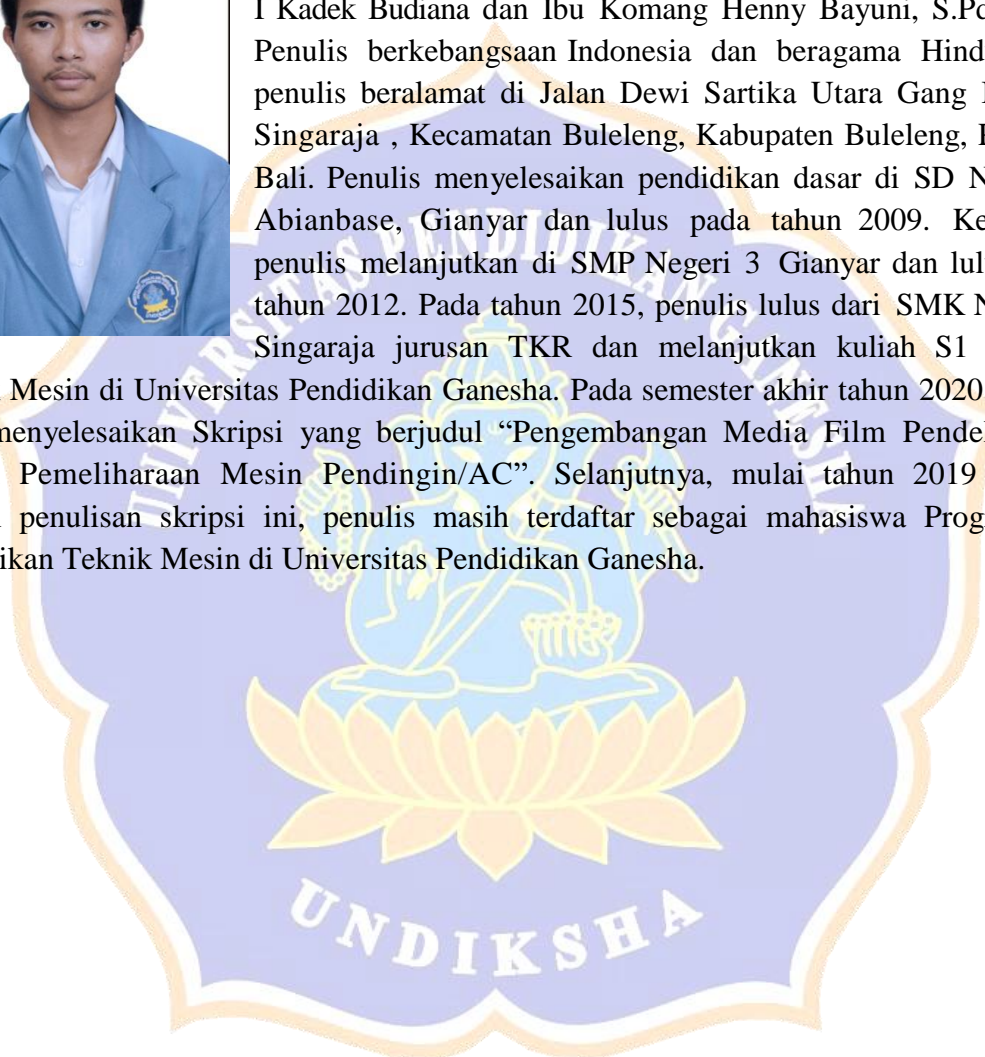 I Kadek Budiana dan Ibu Komang Henny Bayuni, S.Pd
Penulis berkebangsaan Indonesia dan beragama Hind
penulis beralamat di Jalan Dewi Sartika Utara Gang
Singaraja , Kecamatan Buleleng, Kabupaten Buleleng,
Bali. Penulis menyelesaikan pendidikan dasar di SD N
Abianbase, Gianyar dan lulus pada tahun 2009. Ke
penulis melanjutkan di SMP Negeri 3 Gianyar dan lul
tahun 2012. Pada tahun 2015, penulis lulus dari SMK N
Singaraja jurusan TKR dan melanjutkan kuliah S1
Mesin di Universitas Pendidikan Ganesha. Pada semester akhir tahun 2020
menyelesaikan Skripsi yang berjudul “Pengembangan Media Film Pende
Pemeliharaan Mesin Pendingin/AC”. Selanjutnya, mulai tahun 2019
penulisan skripsi ini, penulis masih terdaftar sebagai mahasiswa Prog
ikan Teknik Mesin di Universitas Pendidikan Ganesha.
UNIVERSITAS PENDIDIKAN GANESHA
UNDIKSHA